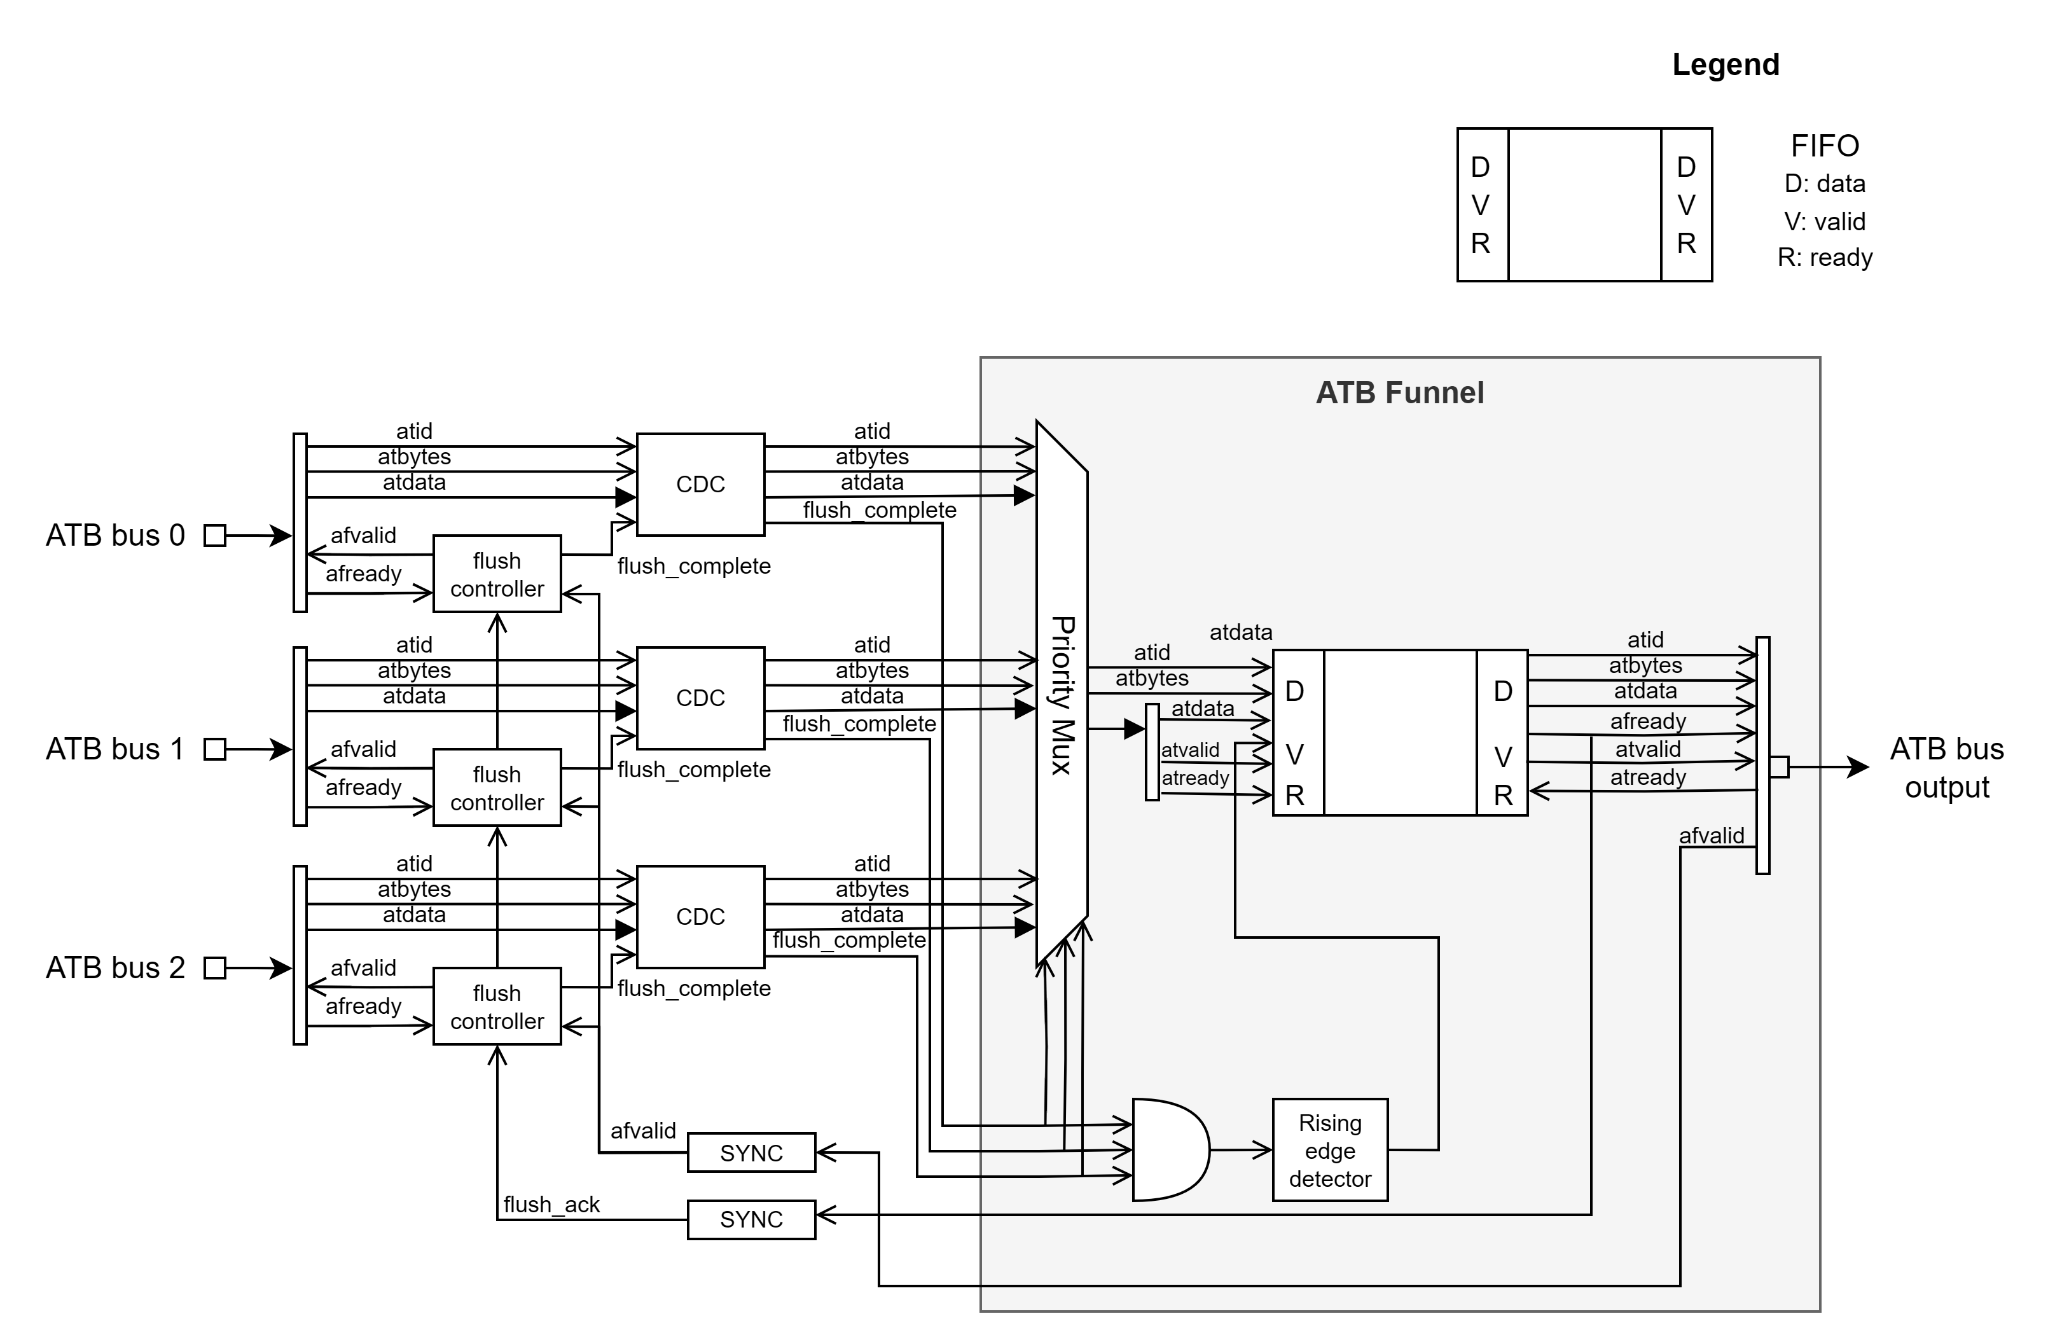 Legend
D
V
R
D
V
R
FIFO
D: data
V: valid
R: ready
ATB Funnel
ATB bus 0
atid
atbytes
atdata
afvalid
afready
flush
controller
CDC
flush_complete
atid
atbytes
atdata
flush_complete
ATB bus 1
atid
atbytes
atdata
afvalid
afready
flush
controller
CDC
flush_complete
atid
atbytes
atdata
flush_complete
ATB bus 2
atid
atbytes
atdata
afvalid
afready
flush
controller
CDC
flush_complete
atid
atbytes
atdata
flush_complete
Priority Mux
atdata
atid
atbytes
atdata
atvalid
atready
D
V
R
D
V
R
atid
atbytes
atdata
afready
atvalid
atready
afvalid
ATB bus
output
Rising
edge
detector
afvalid
SYNC
flush_ack
SYNC